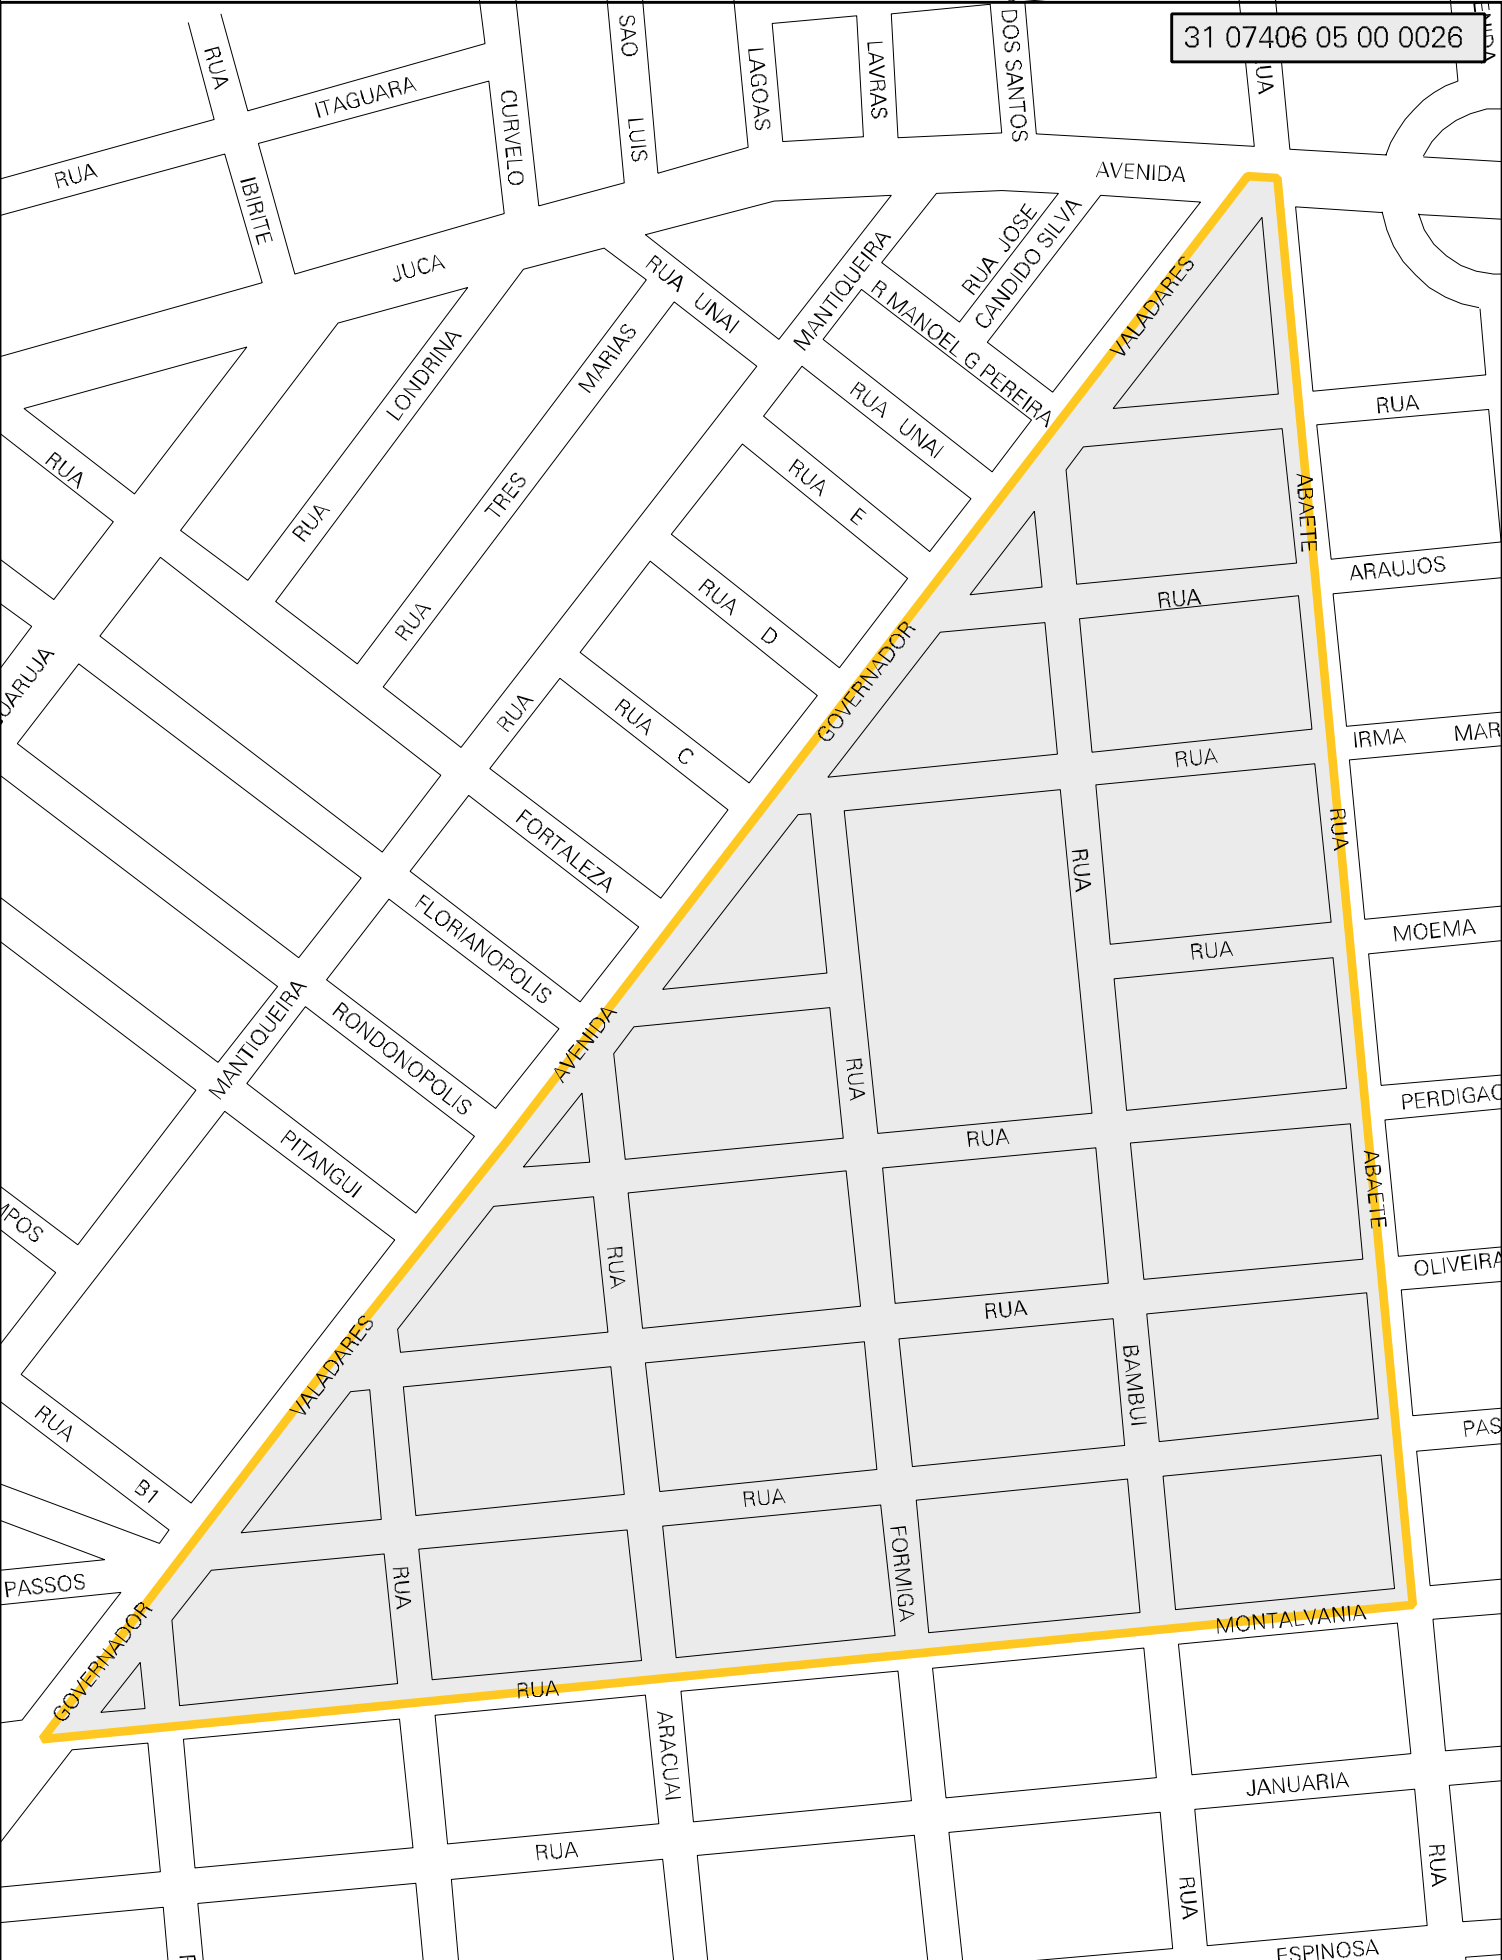 31 07406 05 00 0026
RUA
ITAGUARA
CURVELO
SAO
LUIS
LAGOAS
LAVRAS
DOS SANTOS
RUA
IBIRITE
AVENIDA
JUCA
RUA UNAI
MANTIQUEIRA
RUA JOSE
CANDIDO SILVA
R MANOEL G PEREIRA
VALADARES
LONDRINA
MARIAS
RUA UNAI
RUA
RUA
RUA
TRES
RUA E
ABAETE
ARAUJOS
RUA
RUA
RUA D
GOVERNADOR
RUA
RUA C
IRMA
RUA
RUA
RUA
FORTALEZA
FLORIANOPOLIS
MOEMA
RUA
MANTIQUEIRA
RONDONOPOLIS
AVENIDA
RUA
PITANGUI
RUA
ABAETE
RUA
OLIVEIRA
RUA
VALADARES
BAMBUI
RUA
B1
RUA
FORMIGA
PASSOS
RUA
GOVERNADOR
MONTALVANIA
RUA
ARACUAI
JANUARIA
RUA
RUA
RUA
ESPINOSA